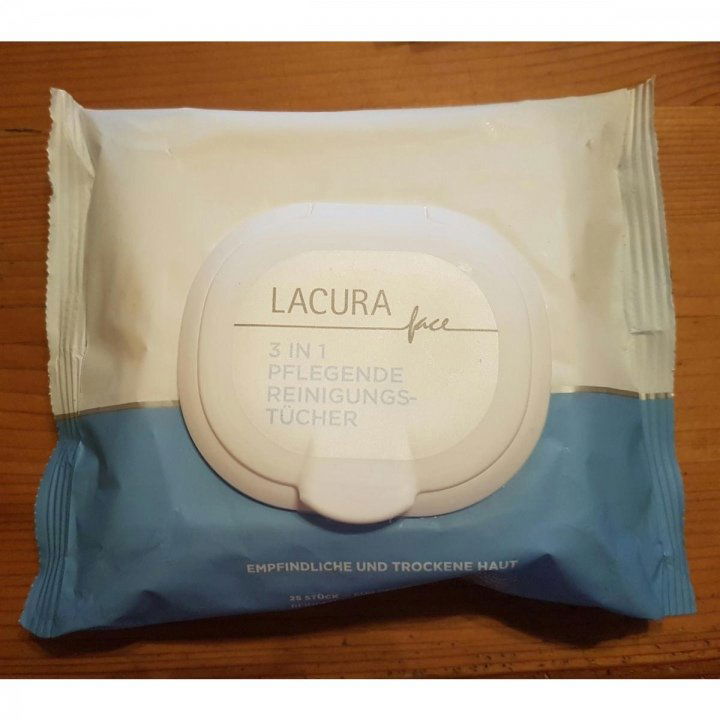 LACURA
face
3 IN 1
PFLEGENDE
REINIGUNGS-
TÜCHER
EMPFINDLICHE UND TROCKENE HAUT
25 STÜCK